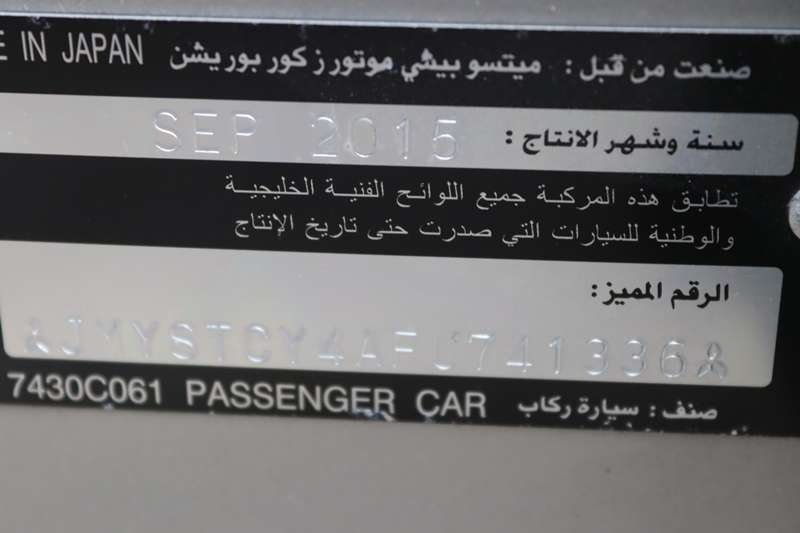 صنعت من قبل: ميتسو بيشي موتورز كور بوريشن E IN JAPAN
سنة وشهر الانتاج: SEP 2015
تطابق هذه المركبة جميع اللوائح الفنية الخليجية
والوطنية للسيارات التي صدرت حتى تاريخ الإنتاج
الرقم المميز:
JMYSTCY4AFU741336
صنف: سيارة ركاب 7430C061 PASSENGER CAR